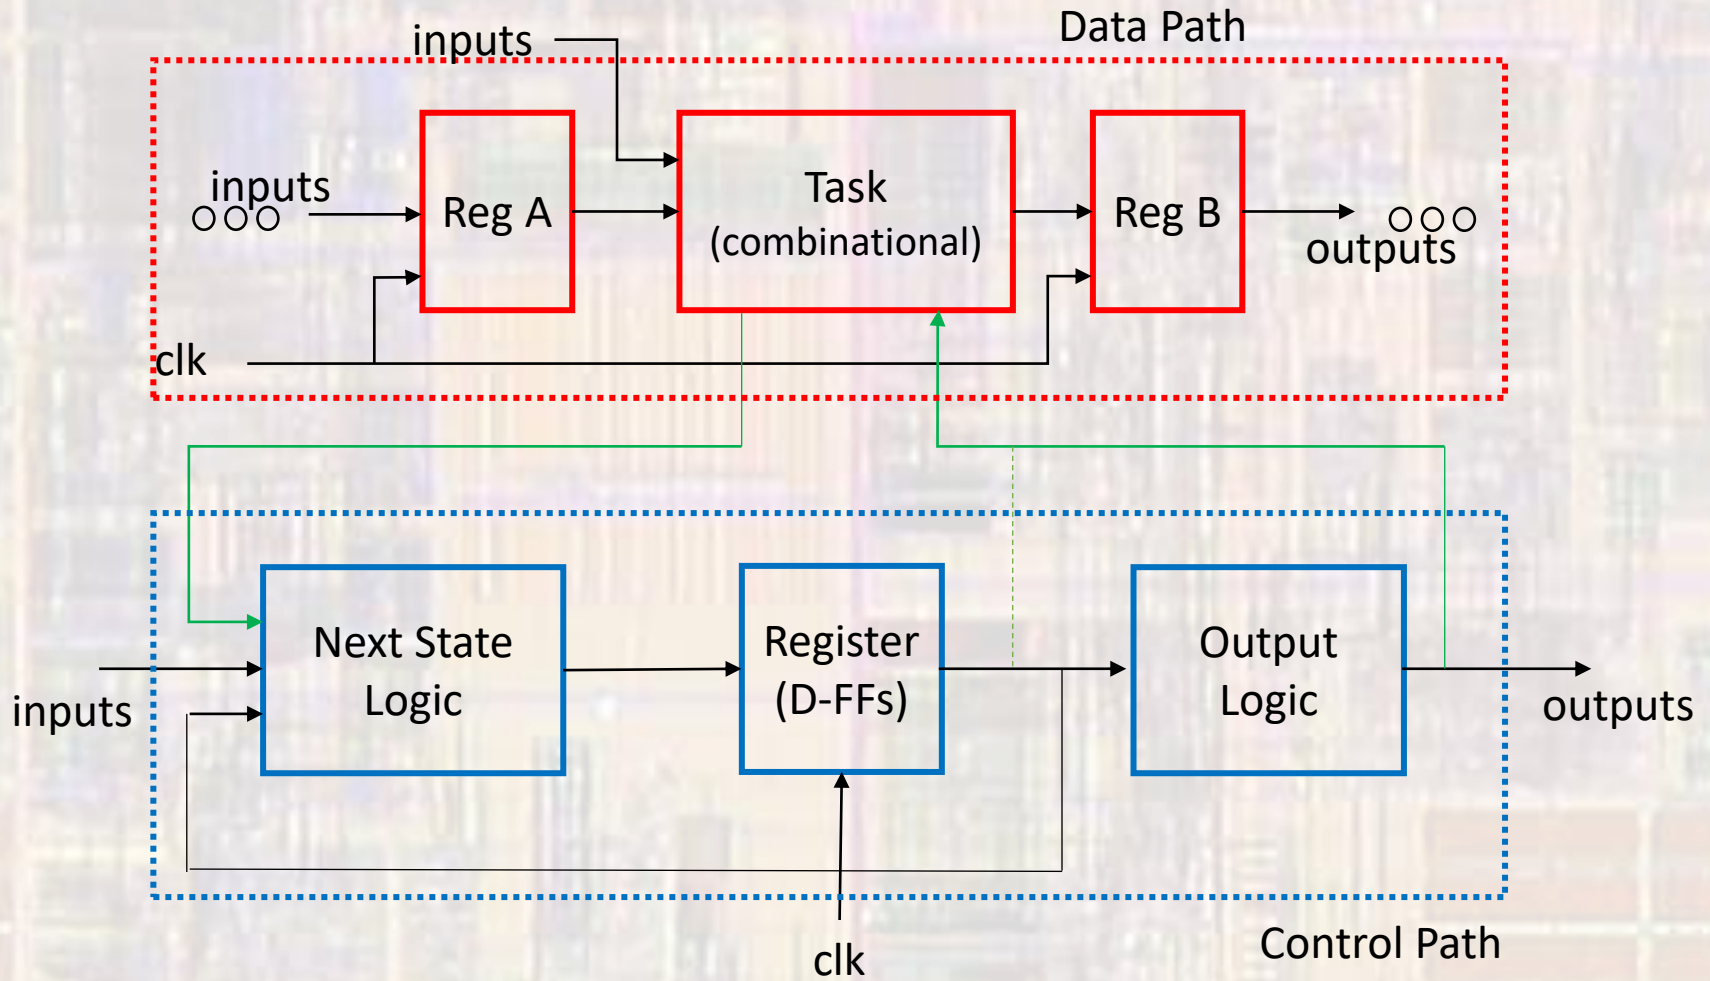 Data Path
inputs
inputs
Reg A
Task
(combinational)
Reg B
outputs
clk
Next State
Logic
Register
(D-FFs)
Output
Logic
inputs
outputs
clk
Control Path